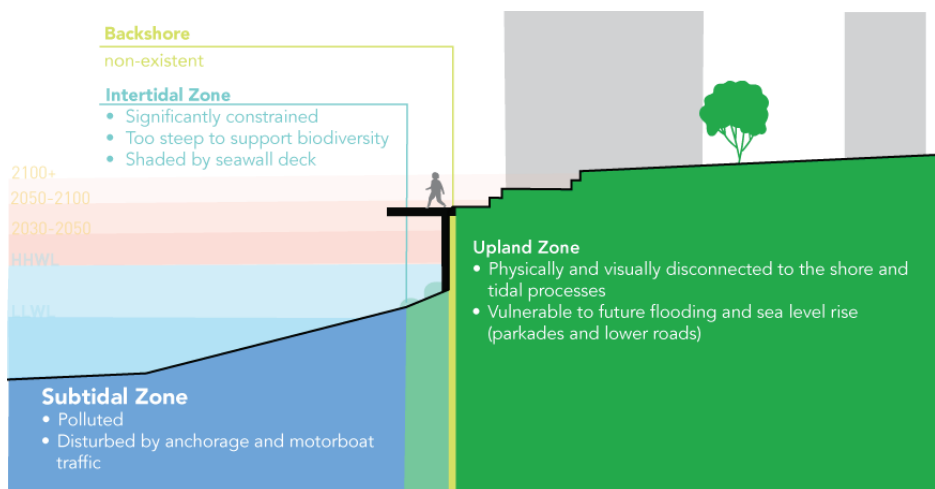 Backshore
non-existent
Intertidal Zone
• Significantly constrained
• Too steep to support biodiversity
• Shaded by seawall deck
2100+
2050-2100
2030-2050
HHWL
LLWL
Upland Zone
• Physically and visually disconnected to the shore and
tidal processes
• Vulnerable to future flooding and sea level rise
(parkades and lower roads)
Subtidal Zone
• Polluted
• Disturbed by anchorage and motorboat
traffic